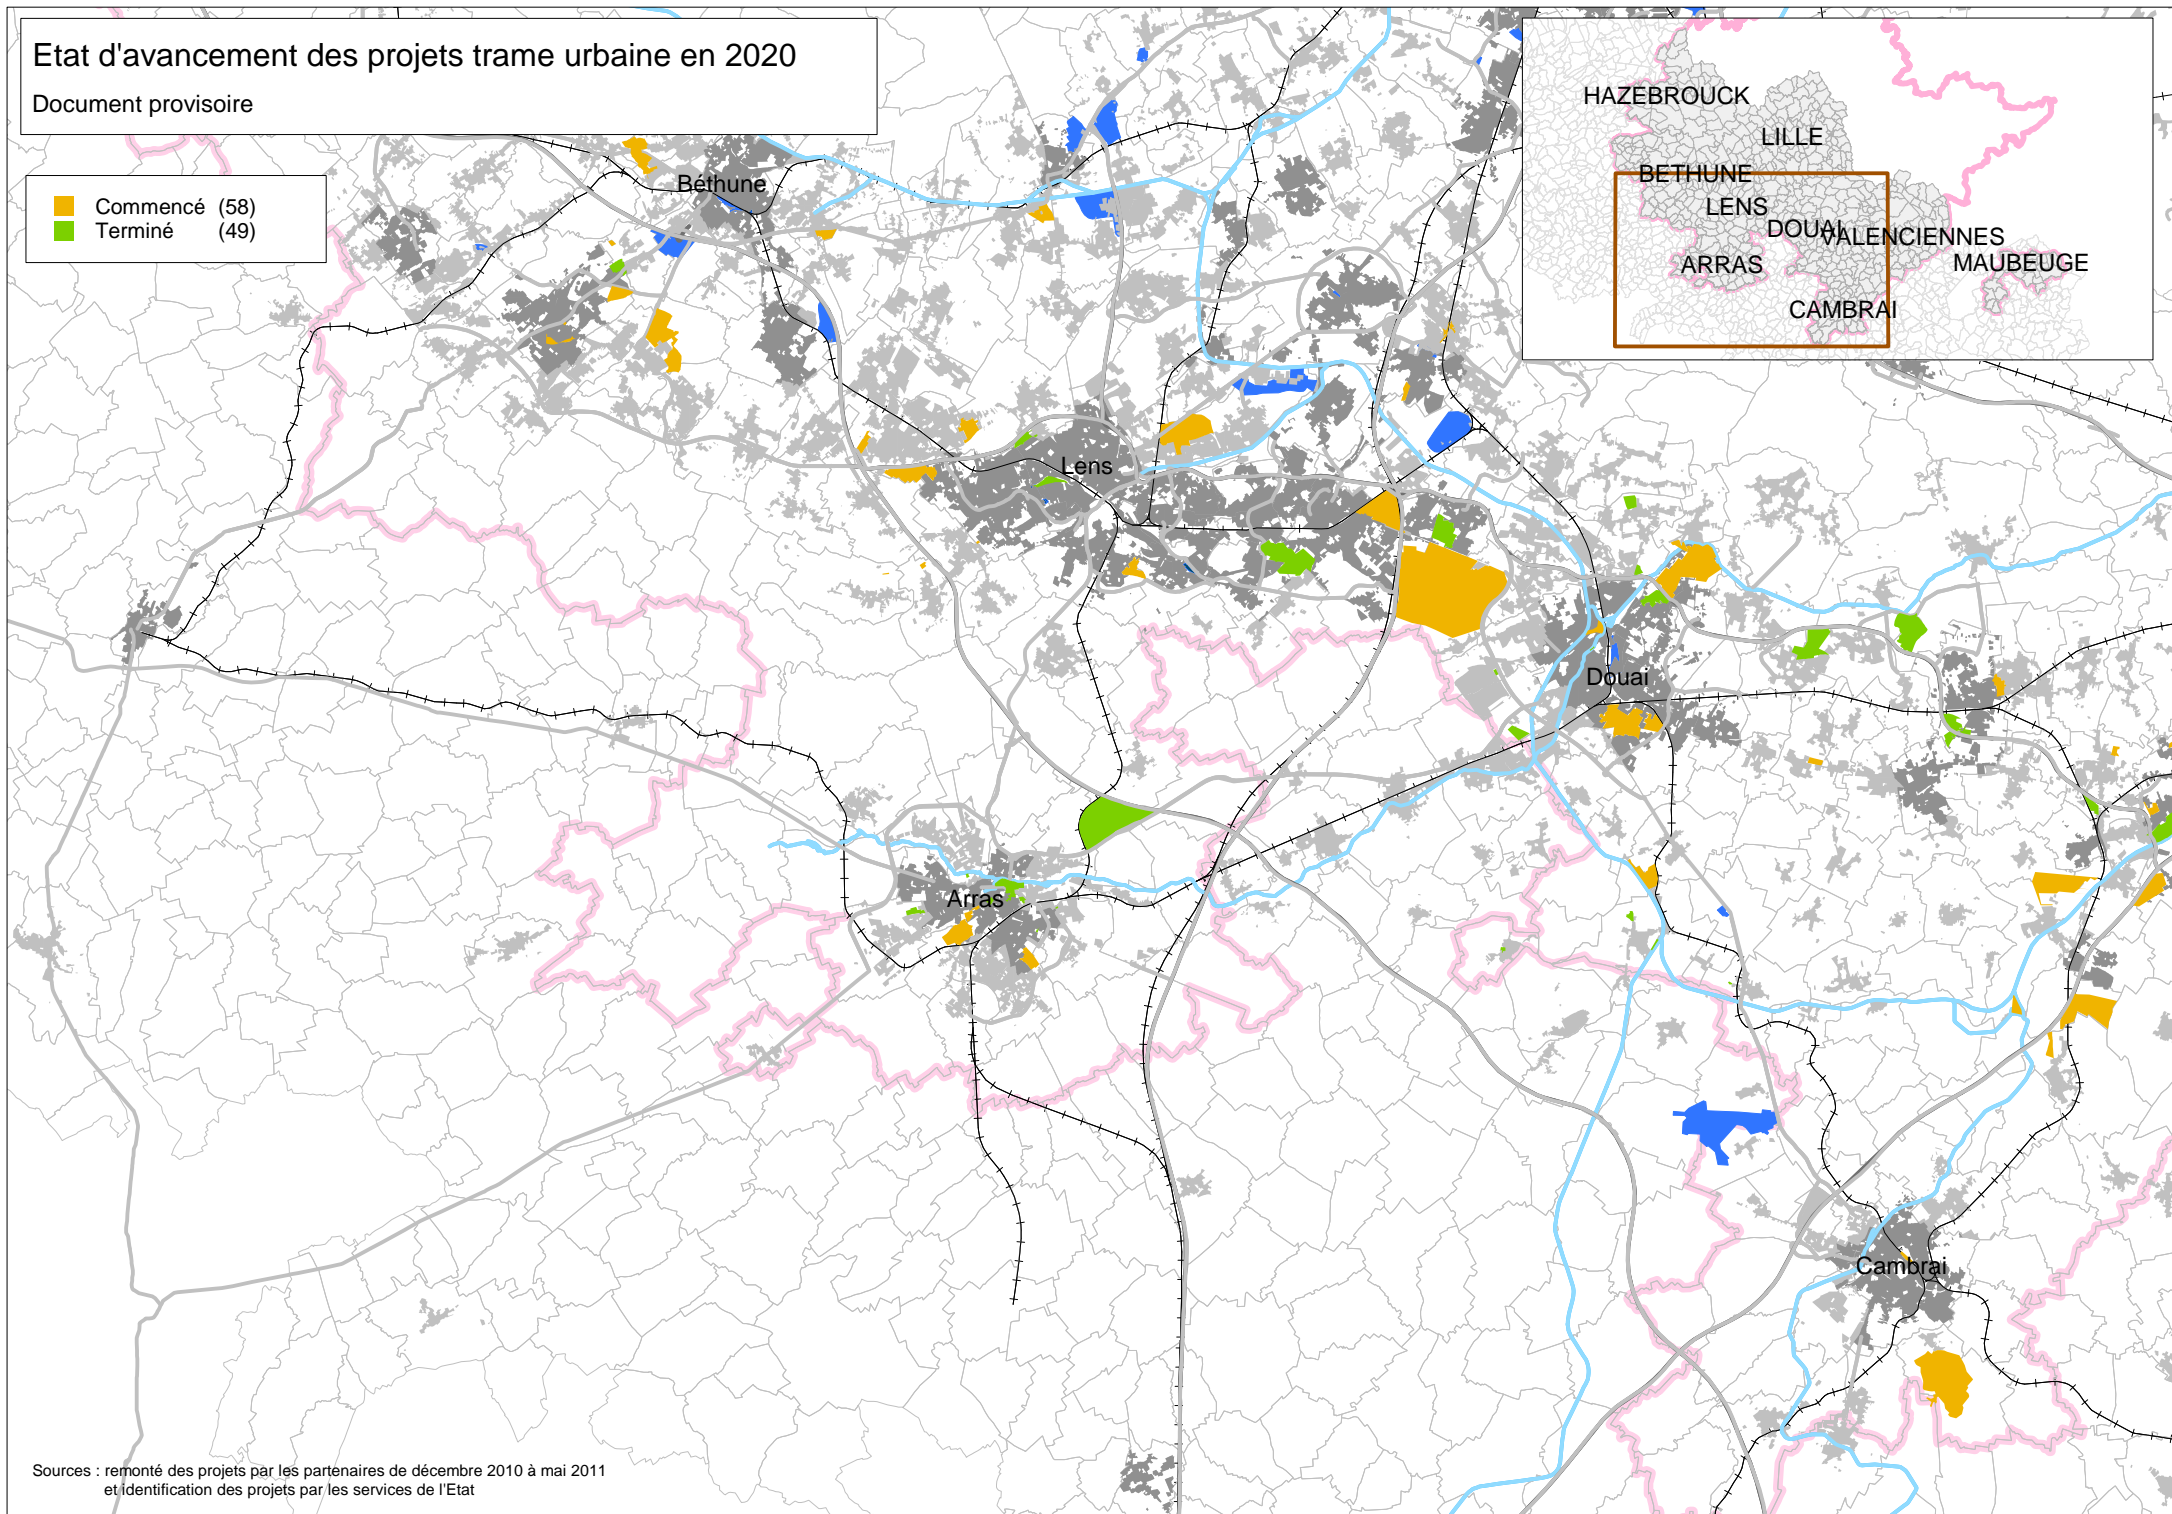 Etat d'avancement des projets trame urbaine en 2020
Document provisoire
Commencé (58)
Terminé (49)
HAZEBROUCK
LILLE
BETHUNE
LENS
DOUAI
VALENCIENNES
ARRAS
MAUBEUGE
CAMBRAI
Béthune
Lens
Douai
Arras
Cambrai
Sources : remonté des projets par les partenaires de décembre 2010 à mai 2011
et identification des projets par les services de l'Etat